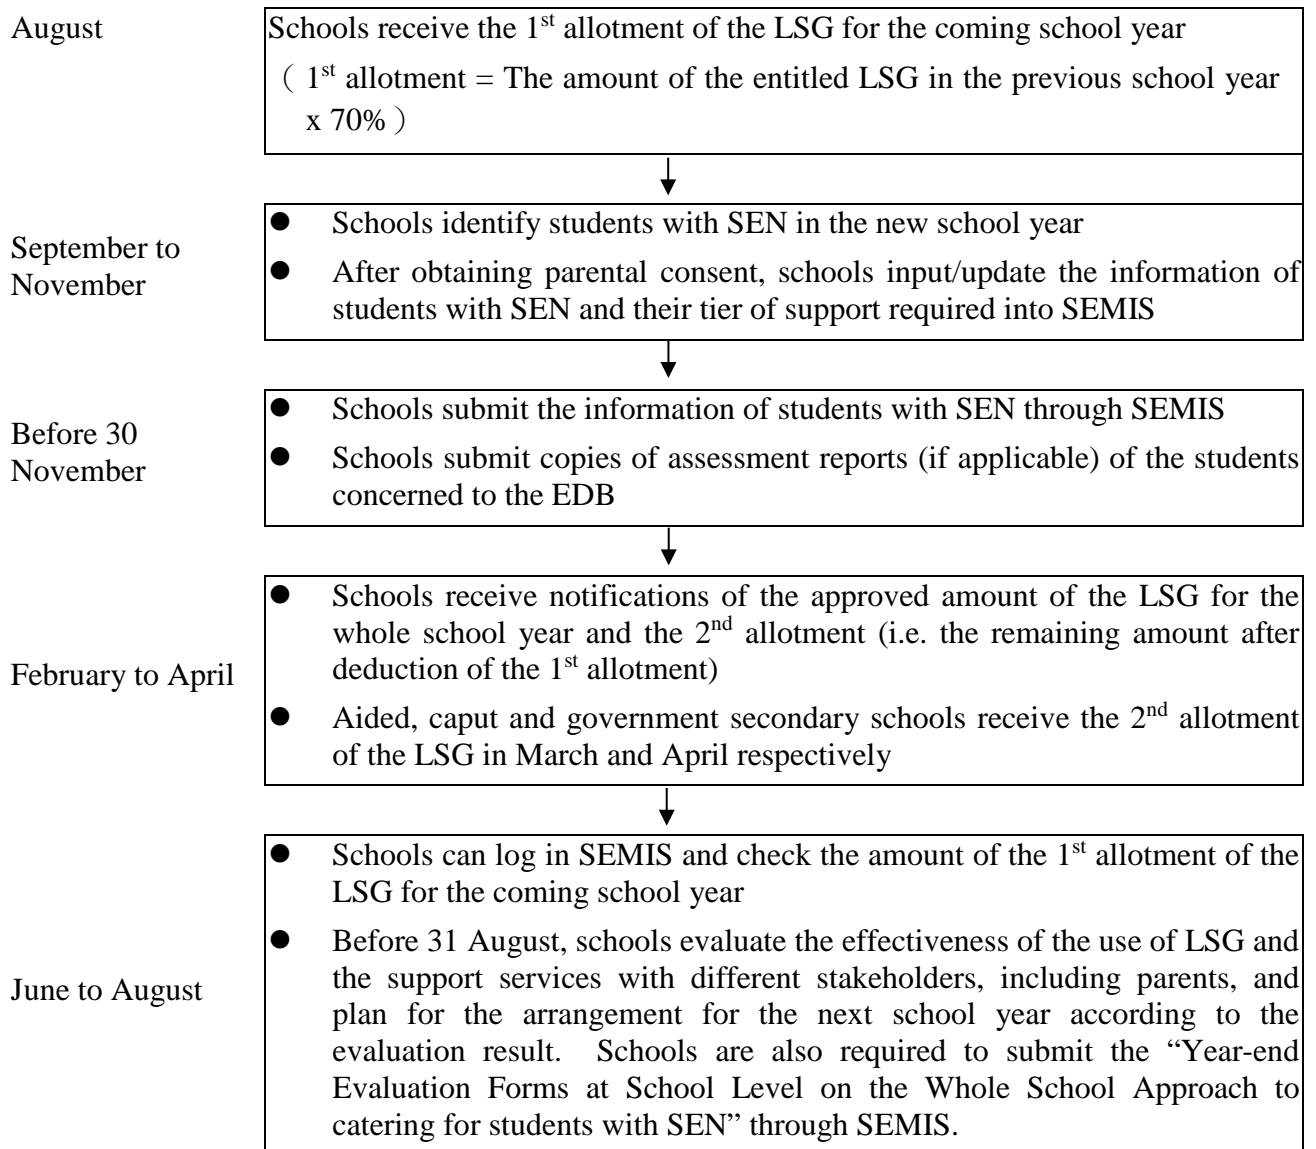 August
Schools receive the 1st allotment of the LSG for the coming school year
（ 1st allotment = The amount of the entitled LSG in the previous school year
x 70% ）
September to
November
● Schools identify students with SEN in the new school year
● After obtaining parental consent, schools input/update the information of
students with SEN and their tier of support required into SEMIS
Before 30
November
● Schools submit the information of students with SEN through SEMIS
● Schools submit copies of assessment reports (if applicable) of the students
concerned to the EDB
February to April
● Schools receive notifications of the approved amount of the LSG for the
whole school year and the 2nd allotment (i.e. the remaining amount after
deduction of the 1st allotment)
● Aided, caput and government secondary schools receive the 2nd allotment
of the LSG in March and April respectively
June to August
● Schools can log in SEMIS and check the amount of the 1st allotment of the
LSG for the coming school year
● Before 31 August, schools evaluate the effectiveness of the use of LSG and
the support services with different stakeholders, including parents, and
plan for the arrangement for the next school year according to the
evaluation result. Schools are also required to submit the “Year-end
Evaluation Forms at School Level on the Whole School Approach to
catering for students with SEN” through SEMIS.